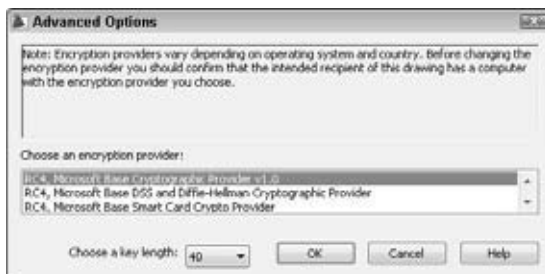 Advanced Options
Note: Encryption providers vary depending on operating system and country. Before changing the
encryption provider you should confirm that the intended recipient of this drawing has a computer
with the encryption provider you choose.
Choose an encryption provider:
RC4, Microsoft Base Cryptographic Provider v1.0
RC4, Microsoft Base DSS and Diffie-Hellman Cryptographic Provider
RC4, Microsoft Base Smart Card Crypto Provider
Choose a key length: 40 OK Cancel Help